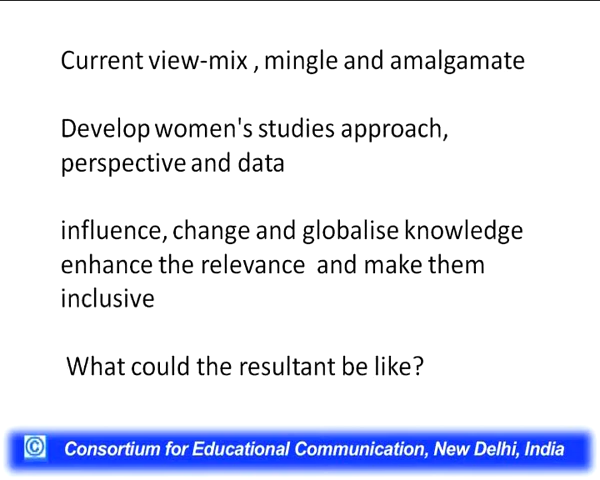 Current view-mix , mingle and amalgamate
Develop women's studies approach,
perspective and data
influence, change and globalise knowledge
enhance the relevance and make them
inclusive
What could the resultant be like?
© Consortium for Educational Communication, New Delhi, India